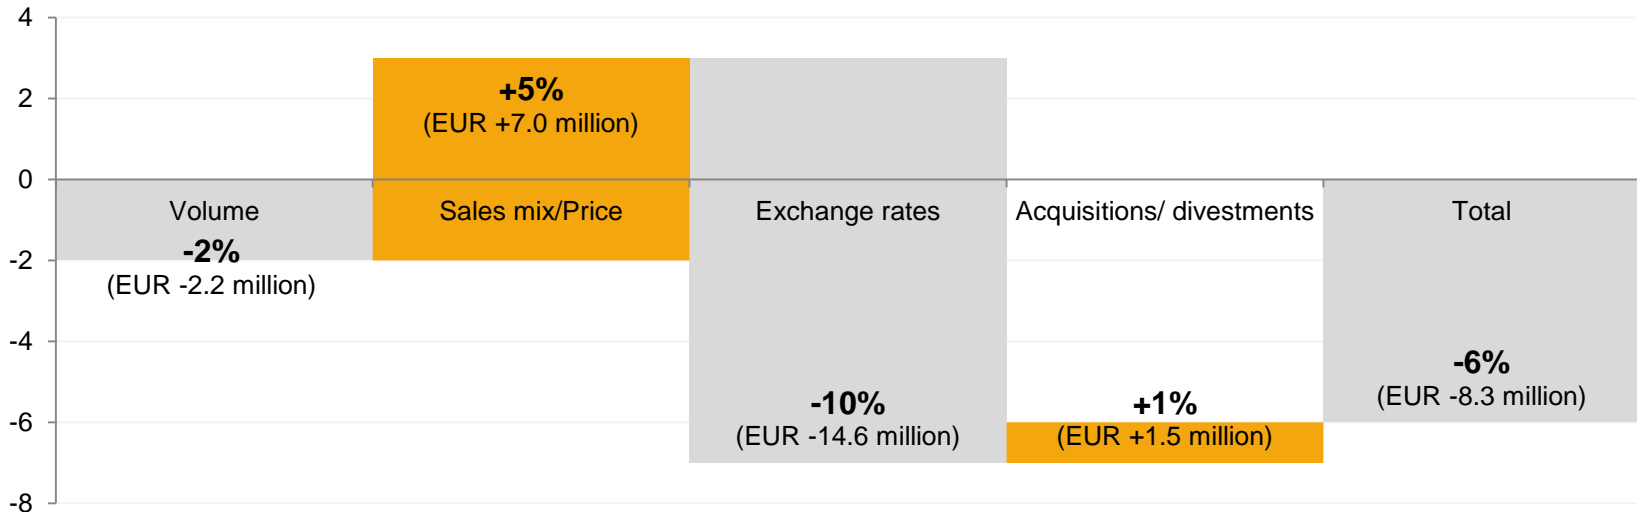 4
2
0
-2
-4
-6
-8
Volume
-2%
(EUR -2.2 million)
+5%
(EUR +7.0 million)
Sales mix/Price
Exchange rates
-10%
(EUR -14.6 million)
Acquisitions/ divestments
+1%
(EUR +1.5 million)
Total
-6%
(EUR -8.3 million)